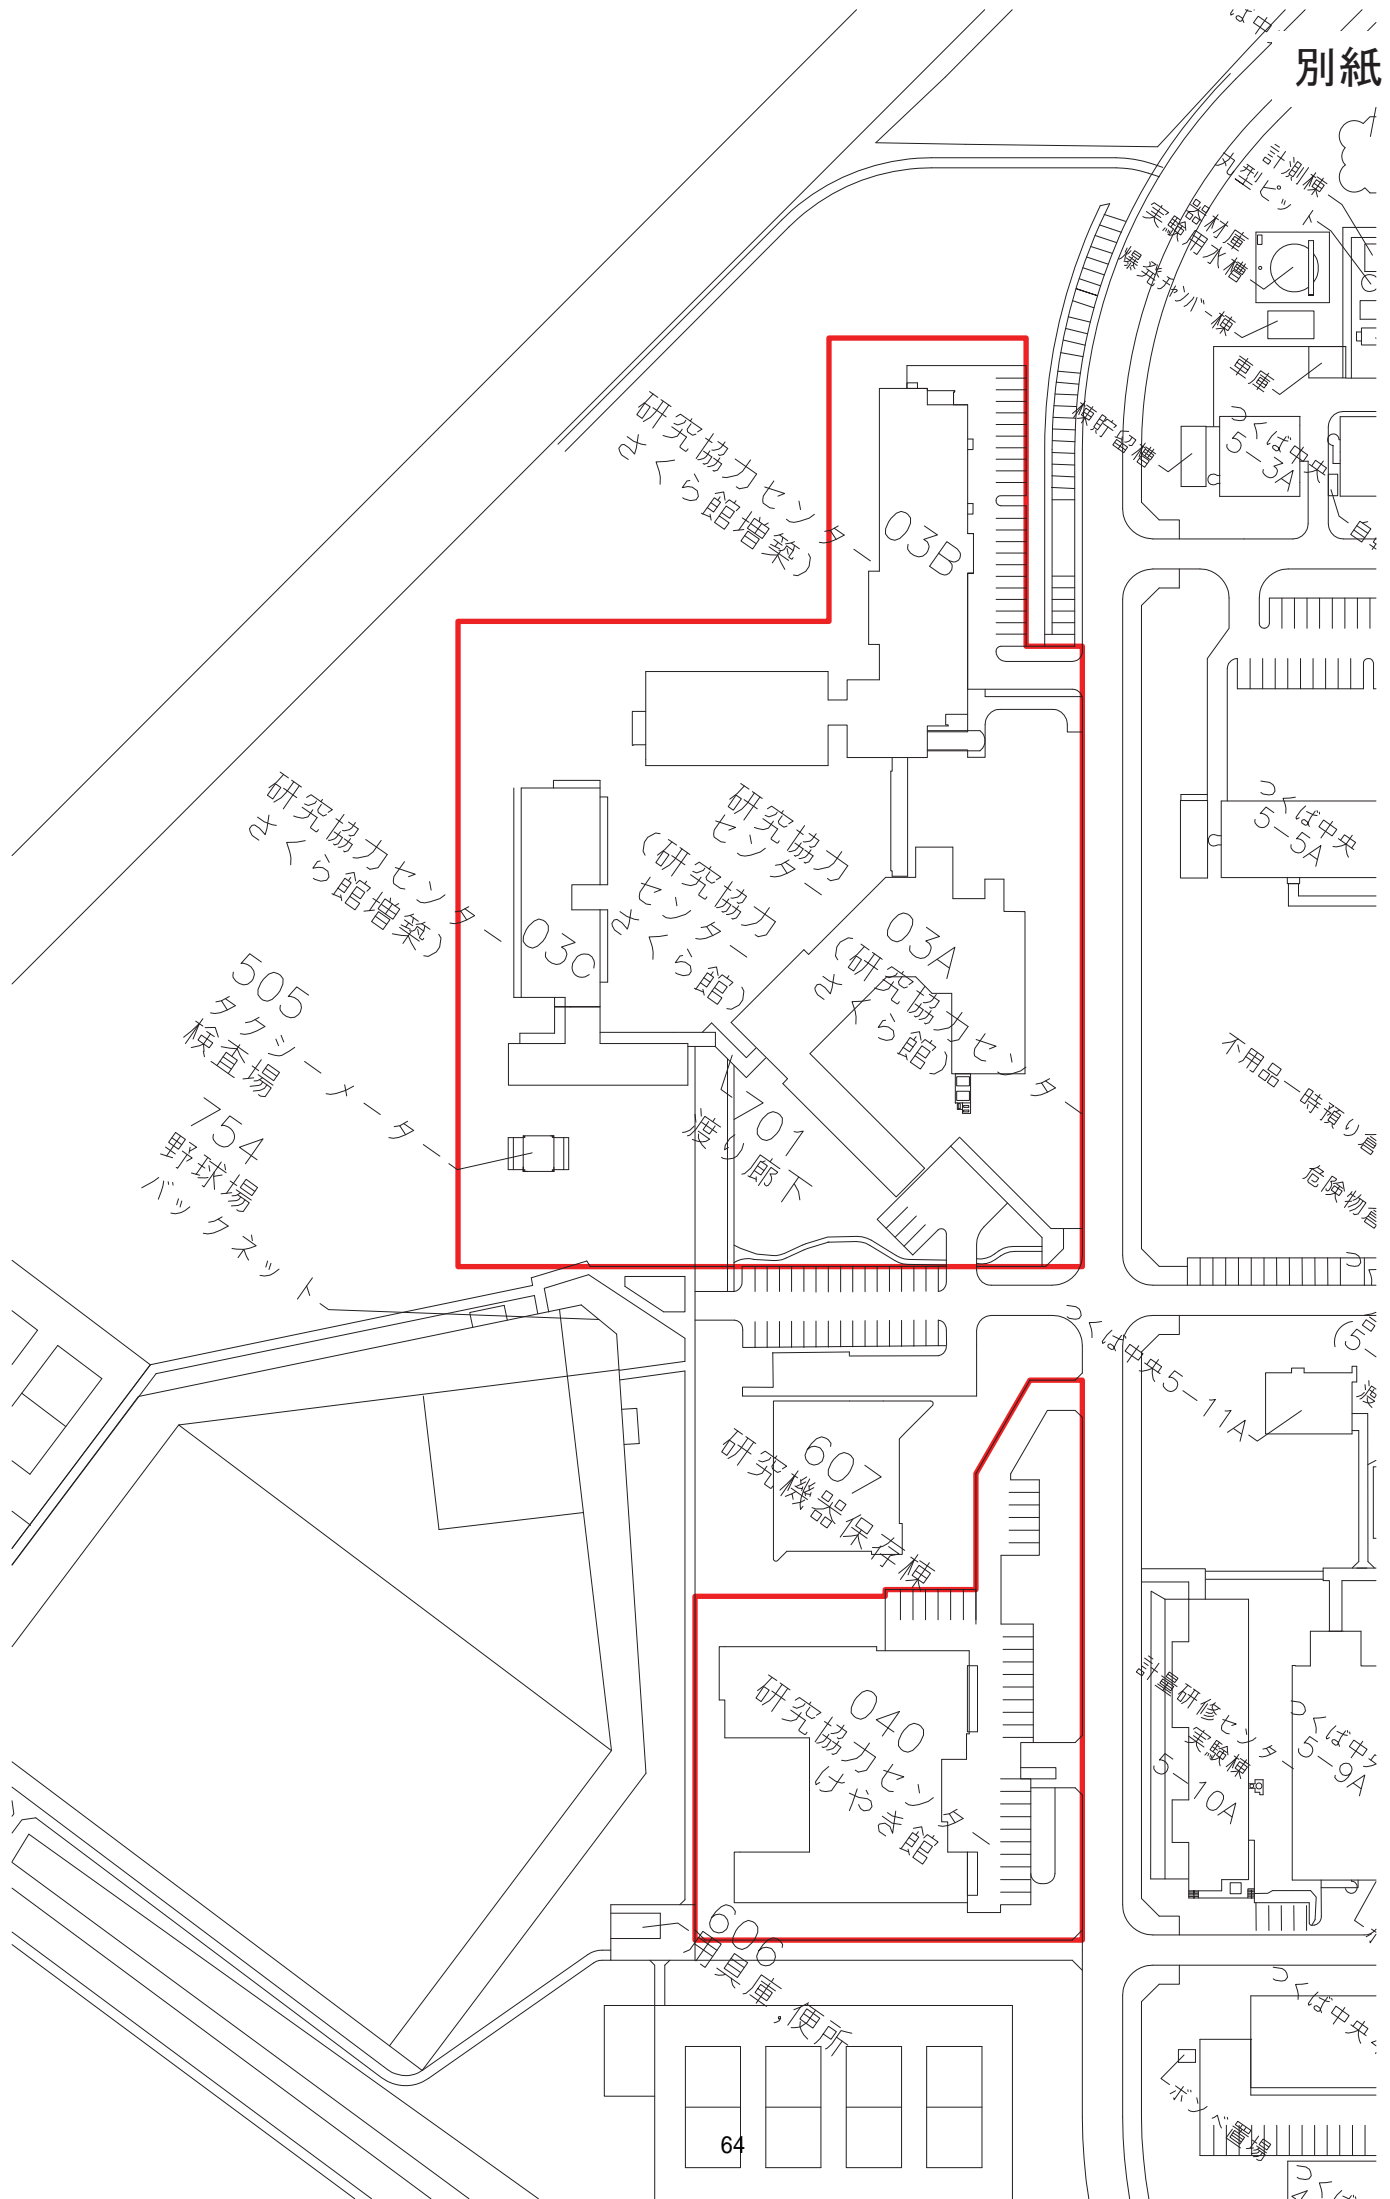 別紙
計測棟
丸型ピット
器材庫
実験用水槽
爆発チャンバー棟
車庫
棟貯留槽
つくば中央
5-3A
研究協力センター
さくら館増築)
03B
つくば中央
5-5A
研究協力センター
さくら館増築)
03C
研究協力
センター
(研究協力
センター
さくら館)
03A
(研究協力センター
さくら館)
505
タクシーメーター
検査場
754
野球場
バックネット
701
渡り廊下
不用品一時預り倉
危険物倉
つくば中央5-11A
(5-
渡
607
研究機器保存棟
040
研究協力センター
けやき館
計量研修センター
実験棟
5-10A
つくば中央
5-9A
606
用具庫,便所
つくば中央
ボンベ置場
つくば
64